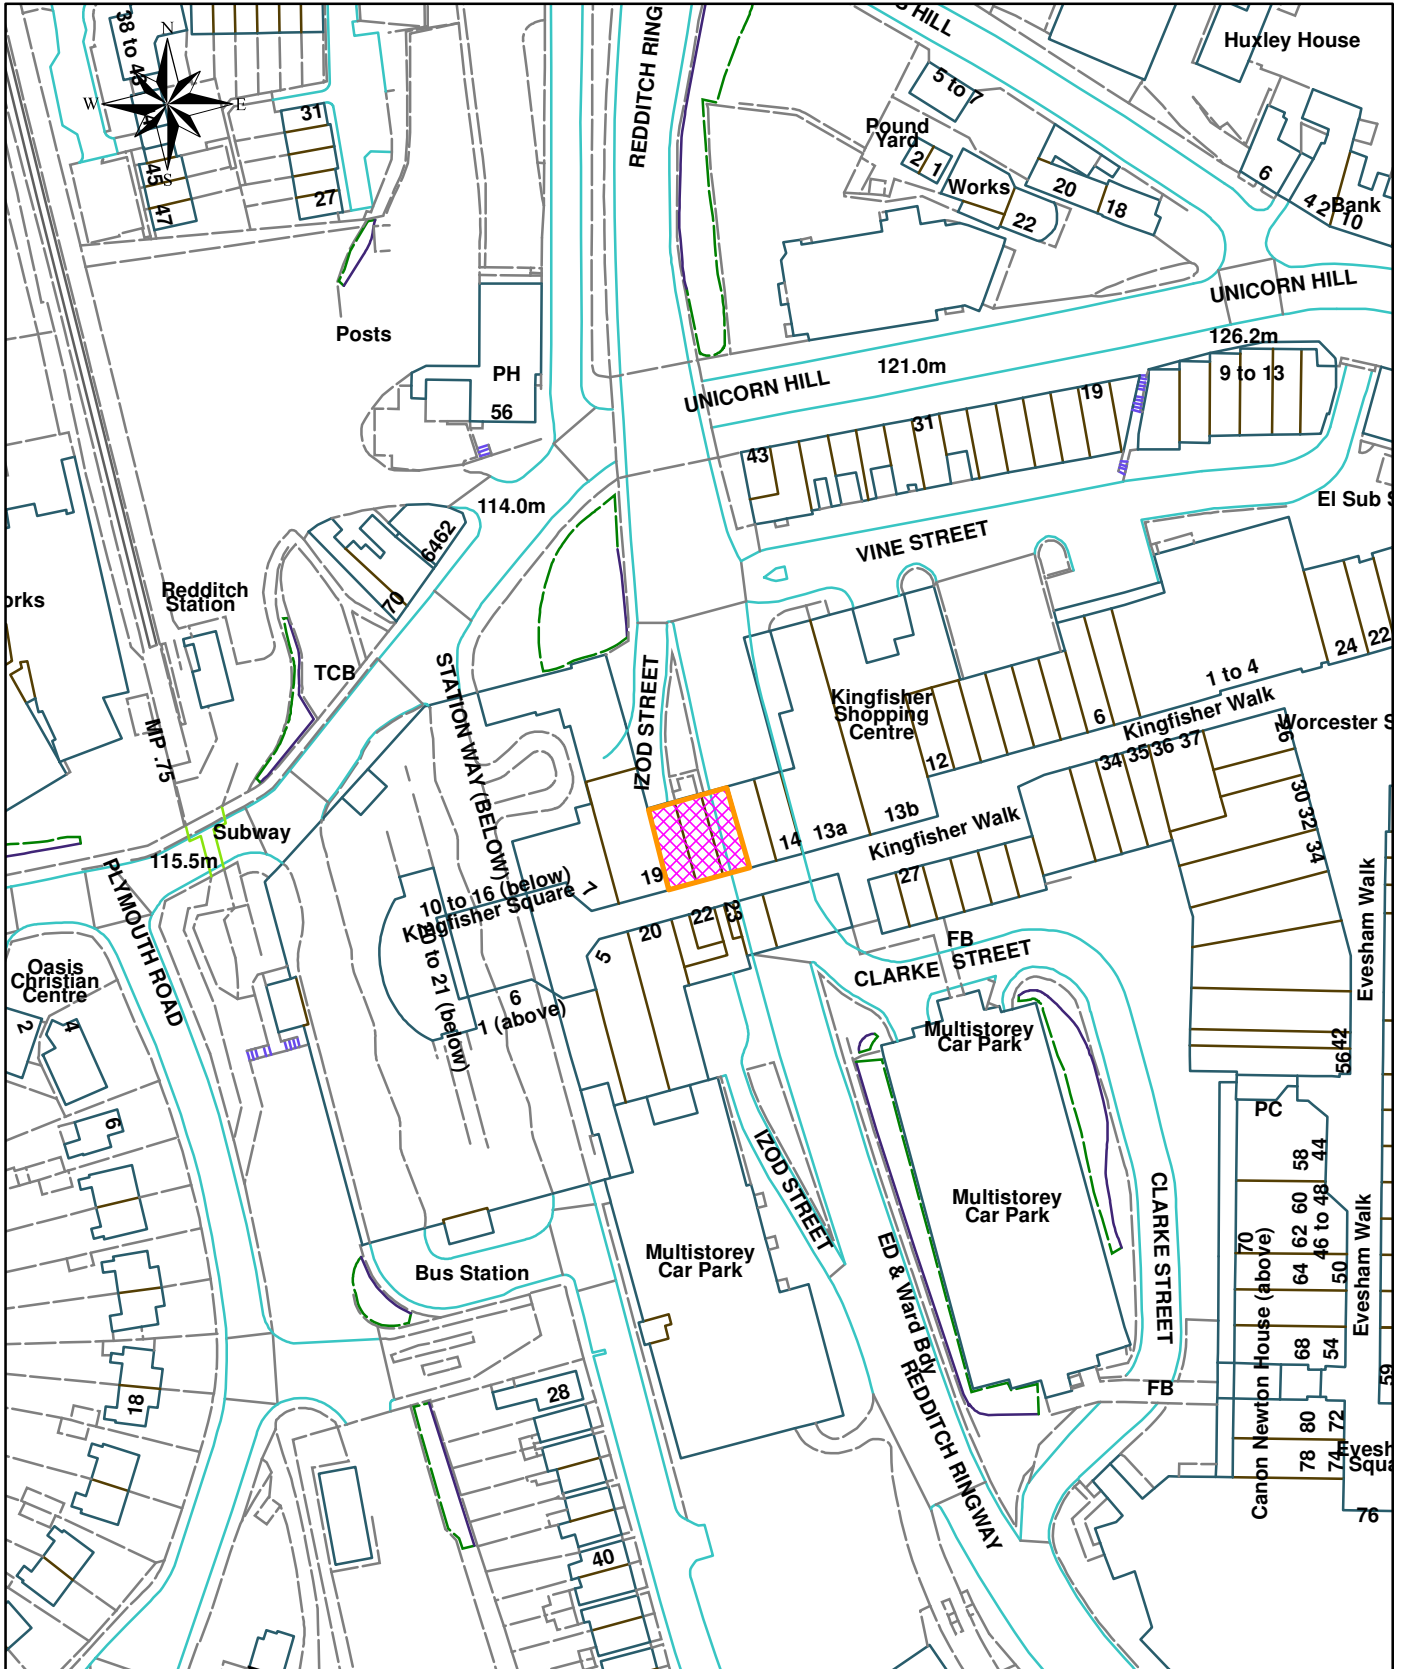 38 to 43
N
W
E
S
45
47
31
27
REDDITCH RING
S HILL
Huxley House
5 to 7
Pound
Yard
2
1
Works
20
18
22
6
4
2
Bank
10
UNICORN HILL
126.2m
121.0m
UNICORN HILL
9 to 13
19
31
43
Posts
PH
56
114.0m
6462
70
VINE STREET
El Sub S
orks
Redditch
Station
TCB
MP .75
Subway
115.5m
STATION WAY (BELOW)
IZOD STREET
Kingfisher
Shopping
Centre
6
12
1 to 4
Kingfisher Walk
24
22
Worcester S
26
34
35
36
37
30
32
34
14
13a
13b
Kingfisher Walk
27
19
20
22
23
7
5
10 to 16 (below)
Kingfisher Square
10 to 21 (below)
6
1 (above)
PLYMOUTH ROAD
Oasis
Christian
Centre
2
4
6
18
FB
CLARKE STREET
Multistorey
Car Park
Multistorey
Car Park
Multistorey
Car Park
IZOD STREET
Bus Station
28
40
ED & Ward Bdy
REDDITCH RINGWAY
CLARKE STREET
FB
Evesham Walk
5642
PC
58
44
60
62
46 to 48
70
64
50
68
54
Canon Newton House (above)
Evesham Walk
59
80
72
78
74
Evesh
Squa
76